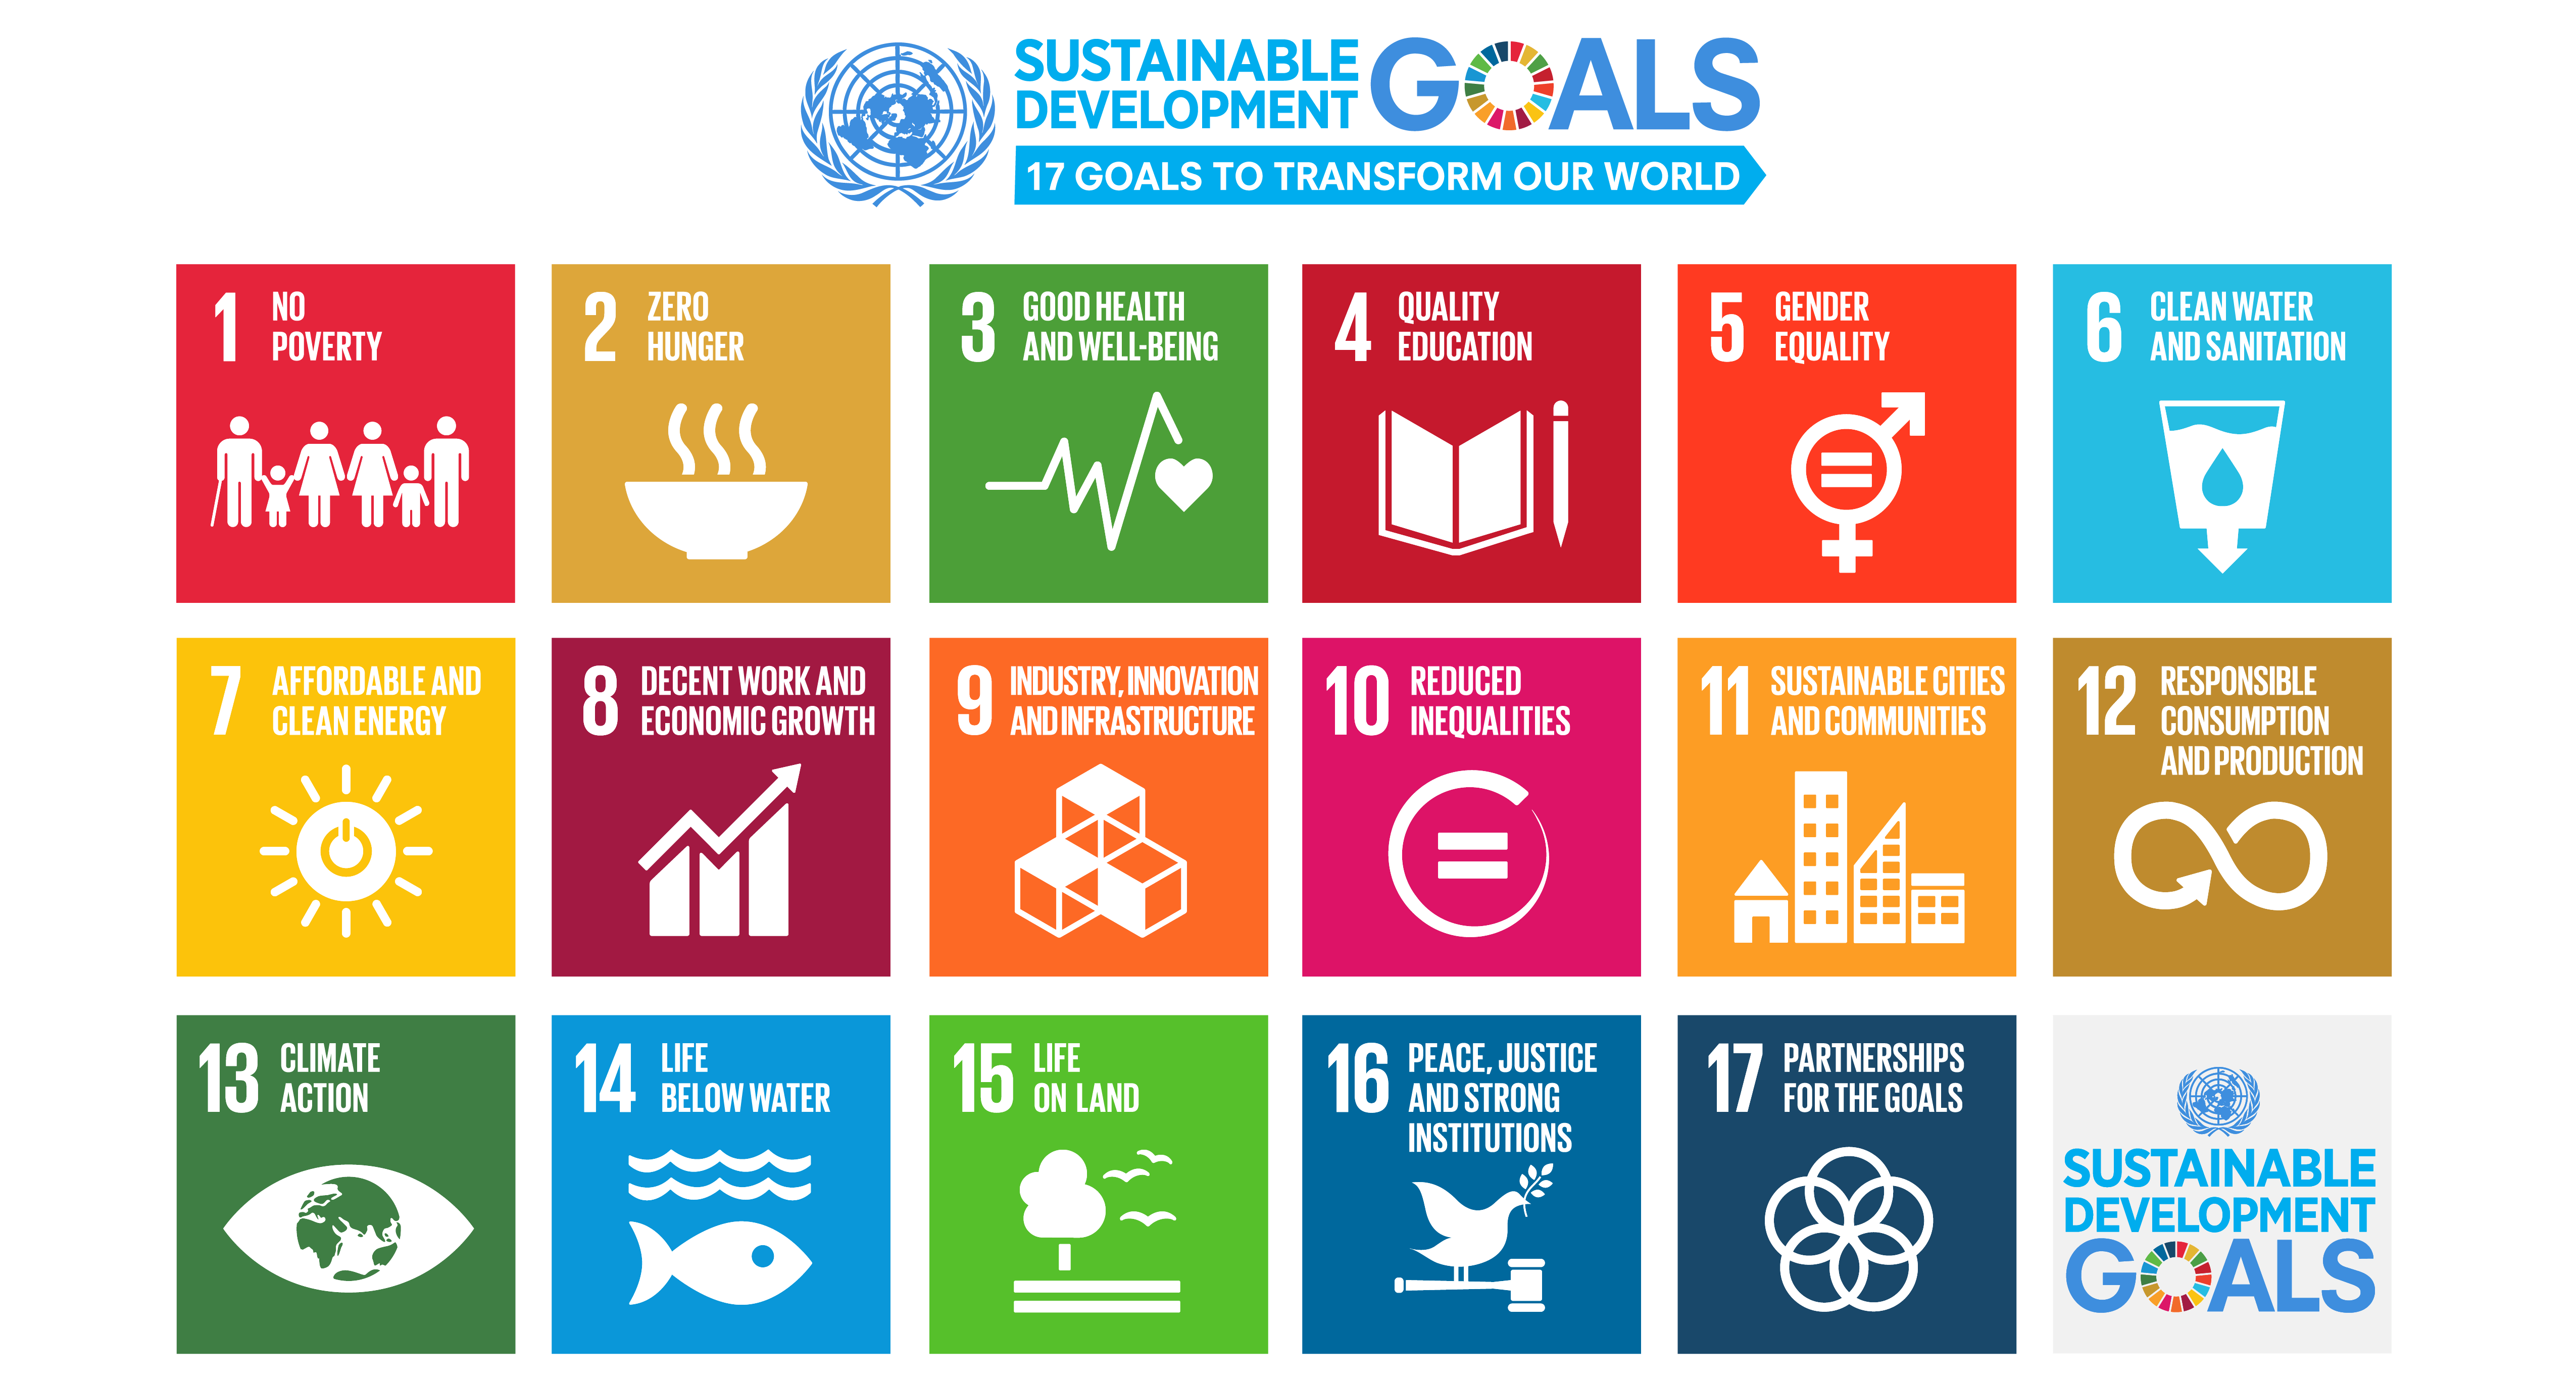 SUSTAINABLE
DEVELOPMENT
GOALS
17 GOALS TO TRANSFORM OUR WORLD
1
NO
POVERTY
2
ZERO
HUNGER
3
GOOD HEALTH
AND WELL-BEING
4
QUALITY
EDUCATION
5
GENDER
EQUALITY
6
CLEAN WATER
AND SANITATION
7
AFFORDABLE AND
CLEAN ENERGY
8
DECENT WORK AND
ECONOMIC GROWTH
9
INDUSTRY, INNOVATION
AND INFRASTRUCTURE
10
REDUCED
INEQUALITIES
11
SUSTAINABLE CITIES
AND COMMUNITIES
12
RESPONSIBLE
CONSUMPTION
AND PRODUCTION
13
CLIMATE
ACTION
14
LIFE
BELOW WATER
15
LIFE
ON LAND
16
PEACE, JUSTICE
AND STRONG
INSTITUTIONS
17
PARTNERSHIPS
FOR THE GOALS
SUSTAINABLE
DEVELOPMENT
GOALS